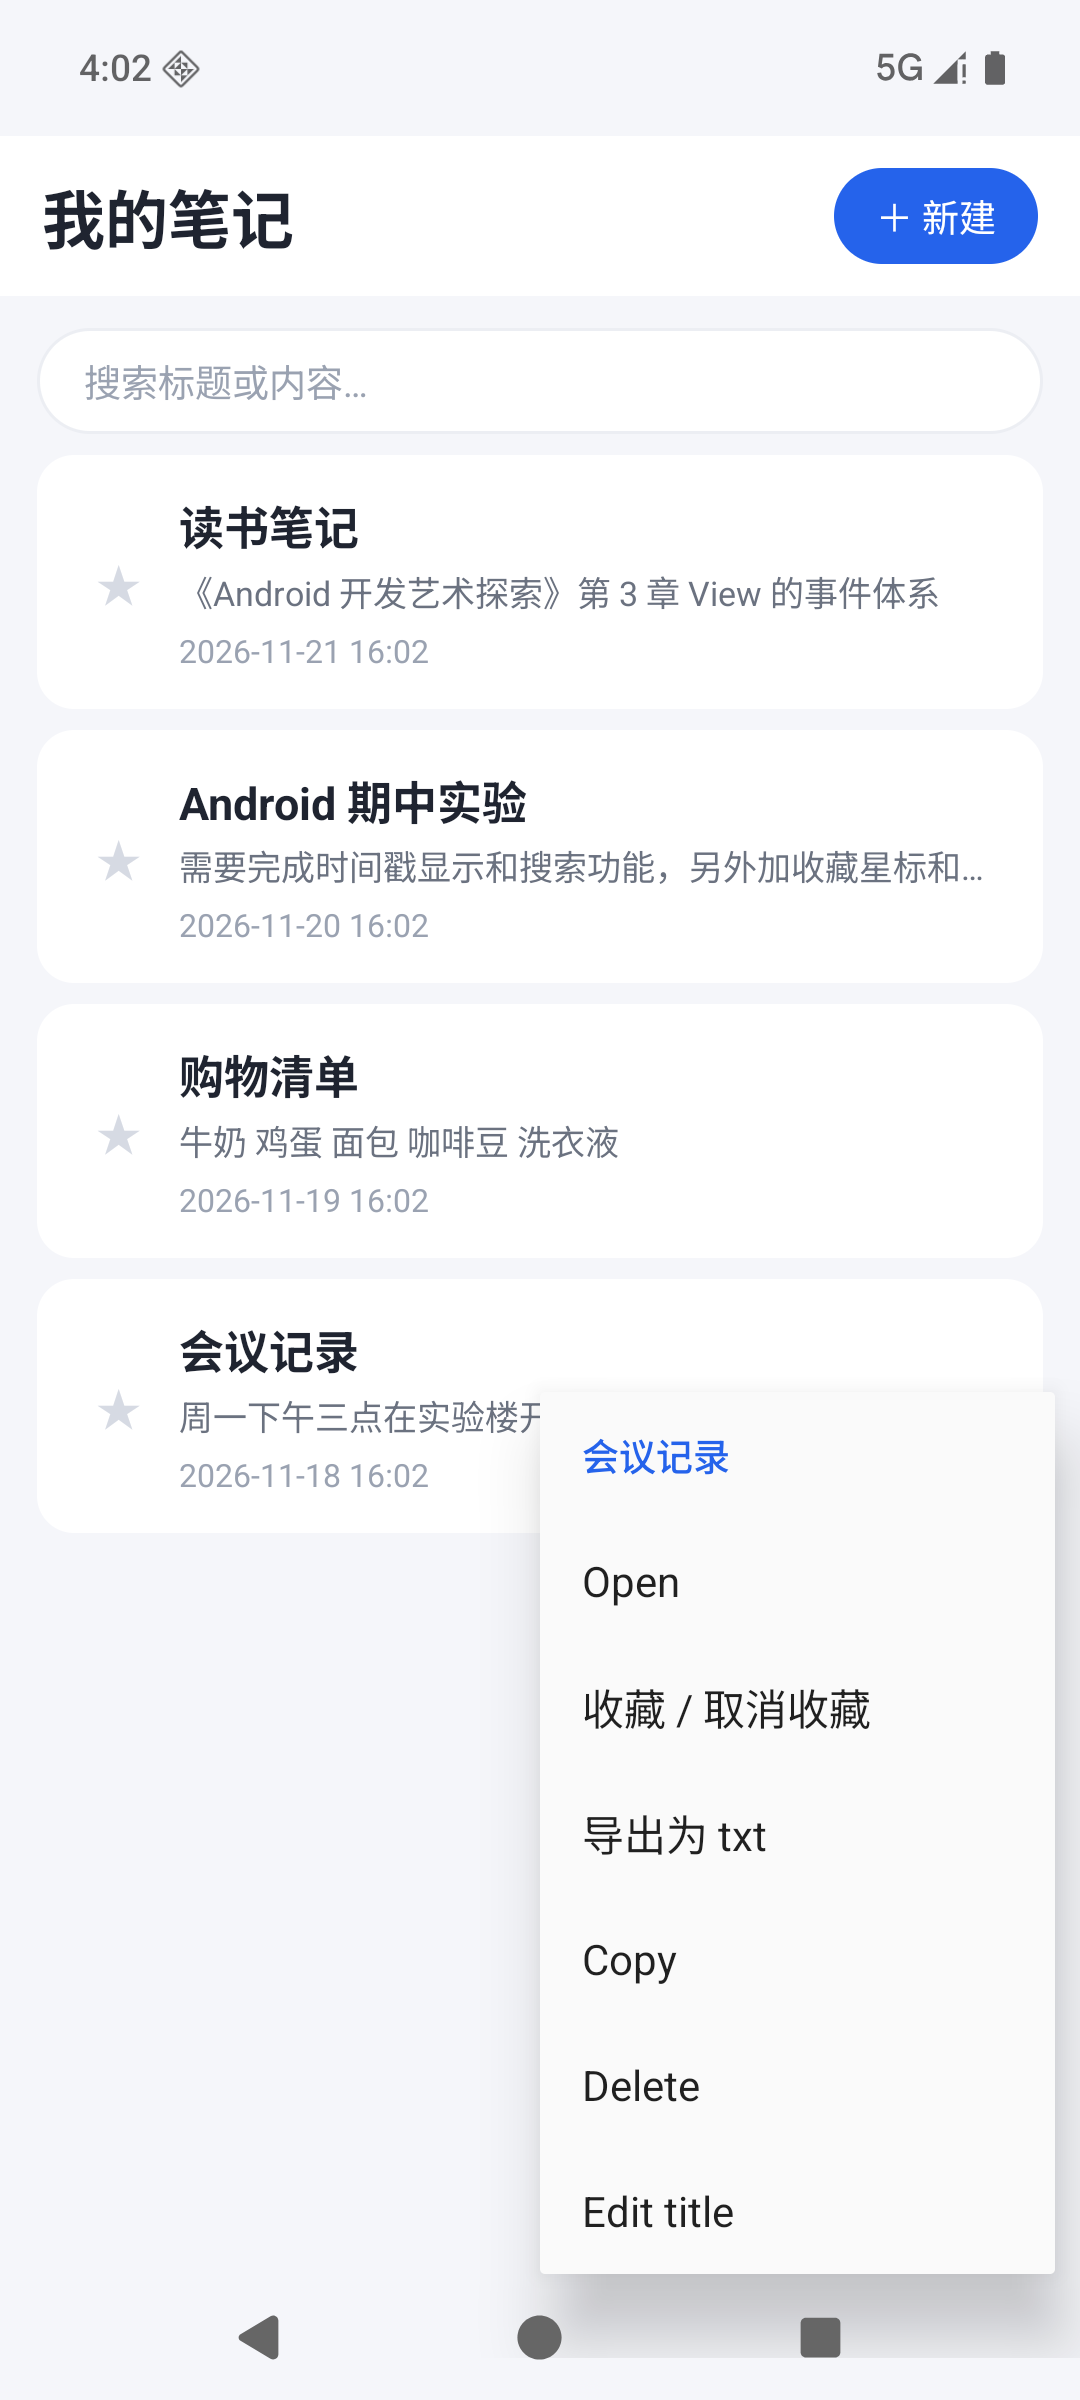 4:02
5G
我的笔记
＋ 新建
搜索标题或内容...
读书笔记
《Android 开发艺术探索》第 3 章 View 的事件体系
2026-11-21 16:02
Android 期中实验
需要完成时间戳显示和搜索功能，另外加收藏星标和...
2026-11-20 16:02
购物清单
牛奶 鸡蛋 面包 咖啡豆 洗衣液
2026-11-19 16:02
会议记录
周一下午三点在实验楼开
2026-11-18 16:02
会议记录
Open
收藏 / 取消收藏
导出为 txt
Copy
Delete
Edit title